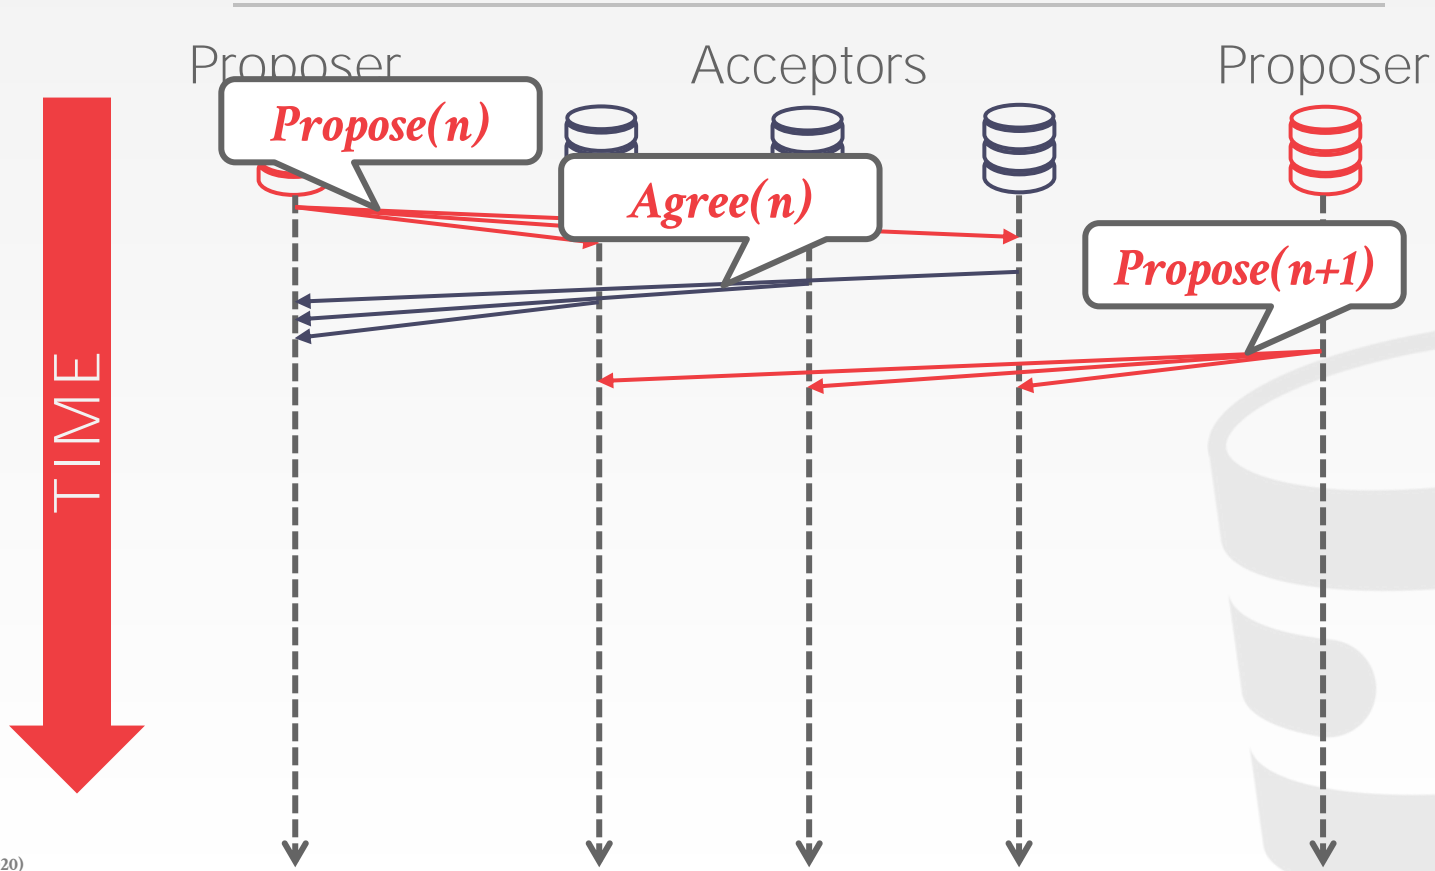 Proposer
Acceptors
Proposer
Propose(n)
Agree(n)
Propose(n+1)
TIME
20)